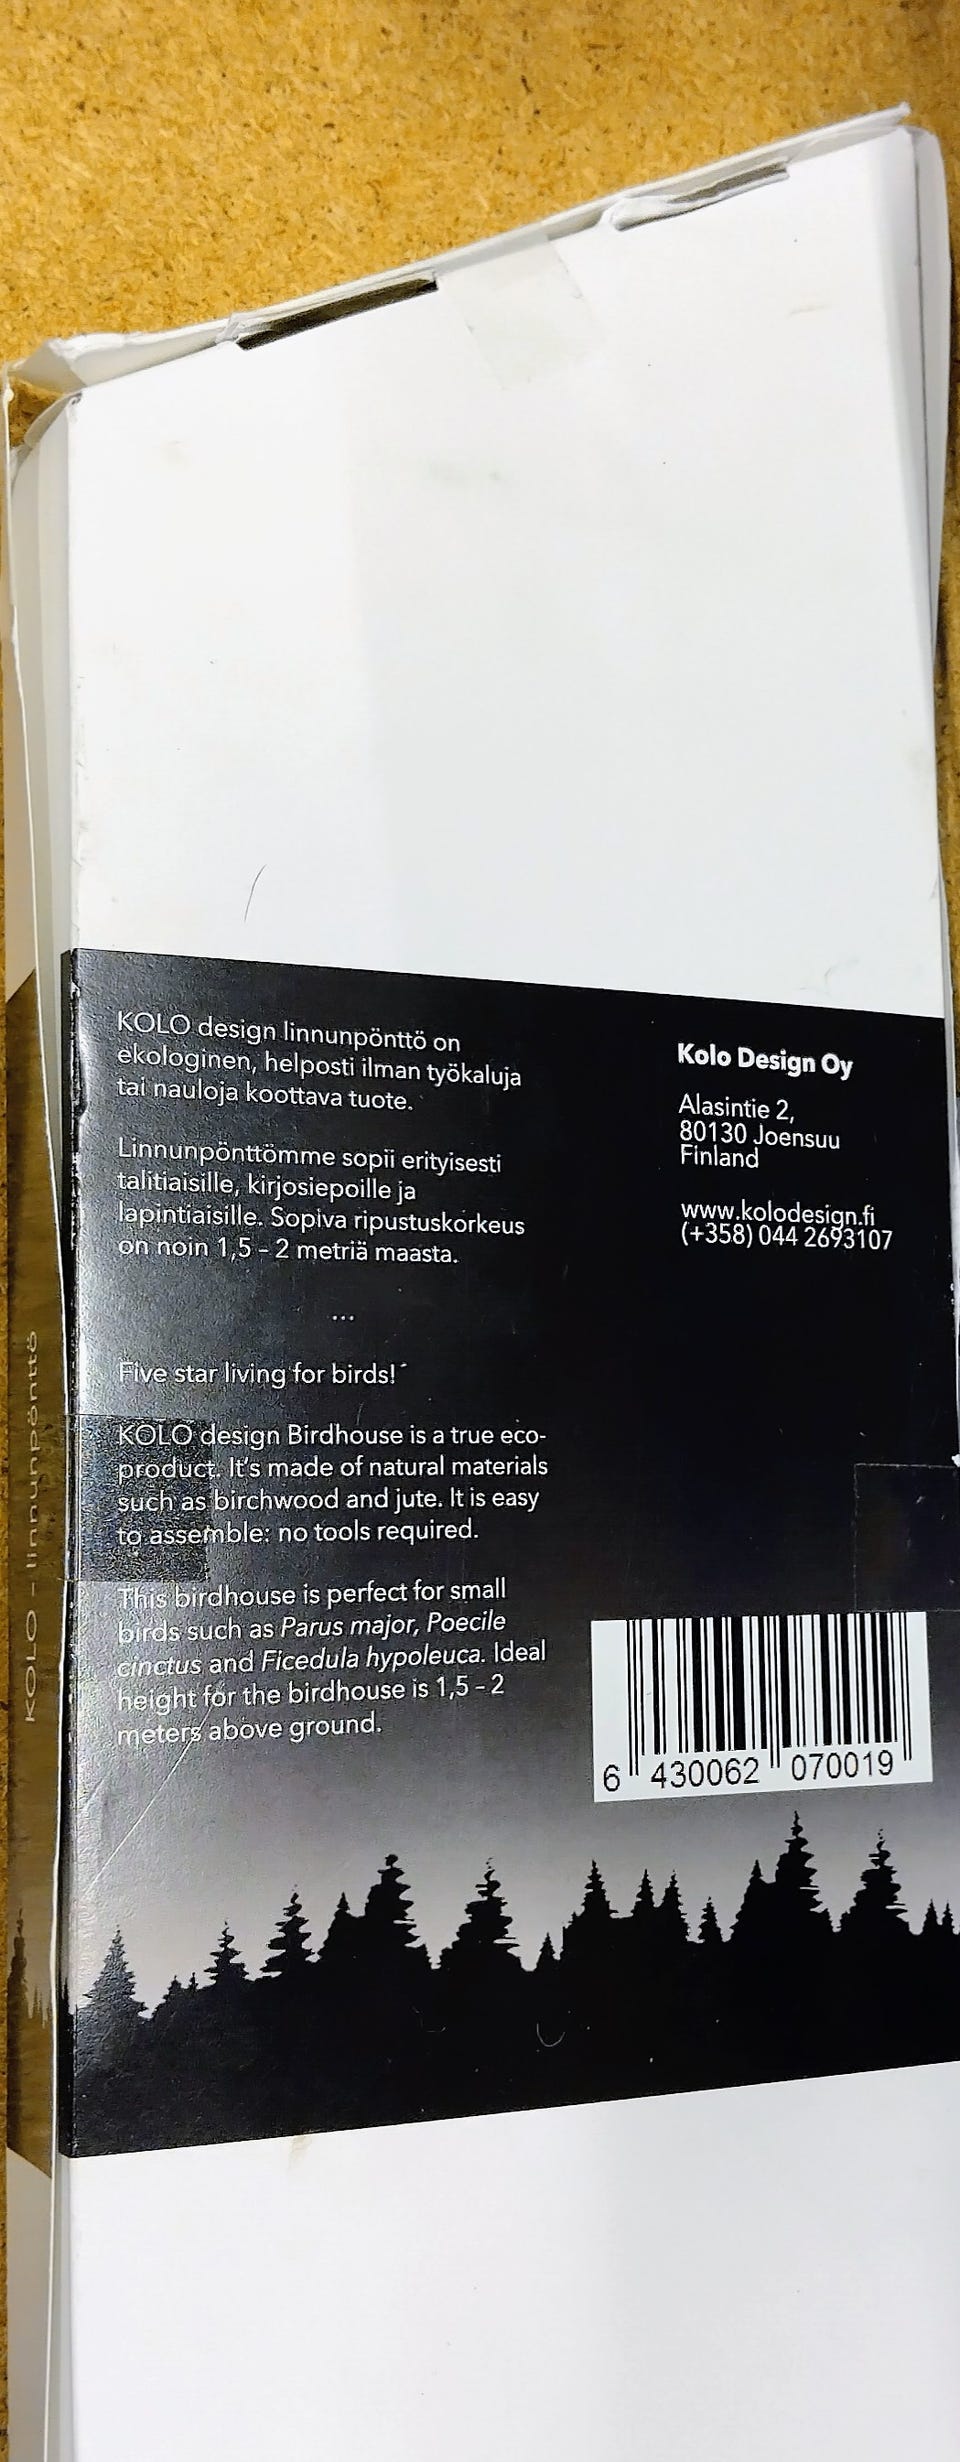 KOLO design linnunpönttö on
ekologinen, helposti ilman työkaluja
tai nauloja koottava tuote.
Linnunpönttömme sopii erityisesti
talitiaisille, kirjosiepoille ja
lapintiaisille. Sopiva ripustuskorkeus
on noin 1,5 – 2 metriä maasta.
...
Five star living for birds!
KOLO design Birdhouse is a true eco-
product. It's made of natural materials
such as birchwood and jute. It is easy
to assemble: no tools required.
This birdhouse is perfect for small
birds such as Parus major, Poecile
cinctus and Ficedula hypoleuca. Ideal
height for the birdhouse is 1,5 – 2
meters above ground.
Kolo Design Oy
Alasintie 2,
80130 Joensuu
Finland
www.kolodesign.fi
(+358) 044 2693107
6 430062 070019
KOLO – linnunpönttö